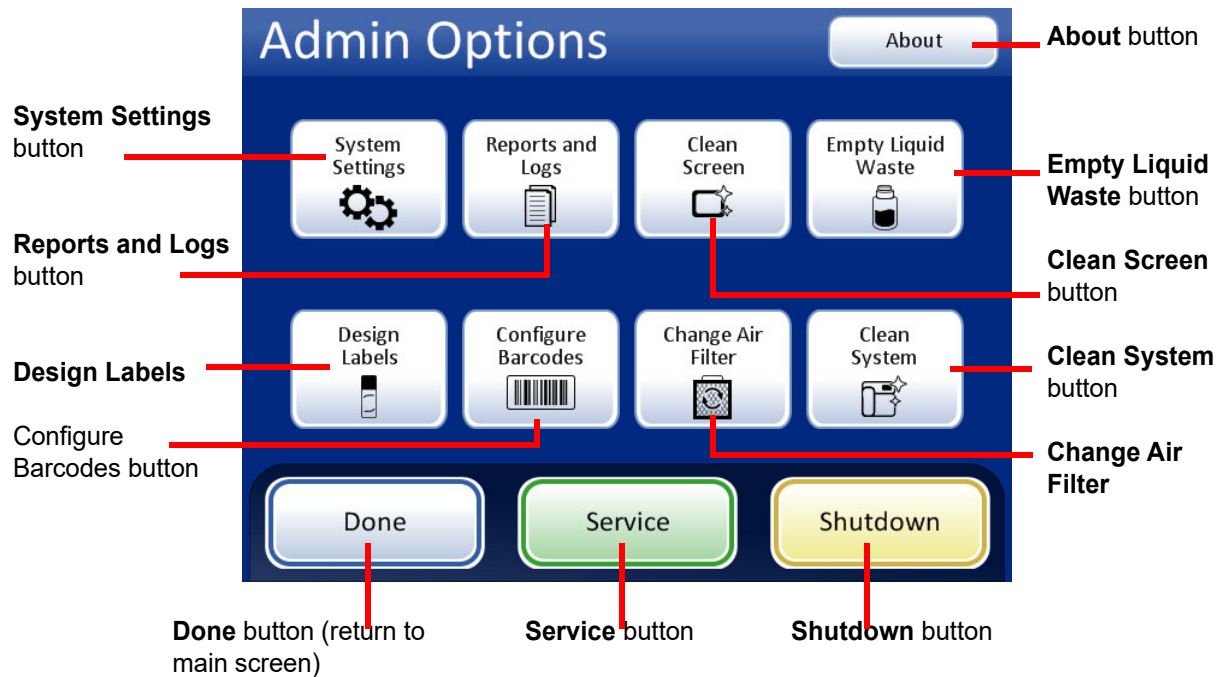 Admin Options
About
About button
System Settings
button
System
Settings
Reports and
Logs
Clean
Screen
Empty Liquid
Waste
Empty Liquid
Waste button
Reports and Logs
button
Clean Screen
button
Design
Labels
Configure
Barcodes
Change Air
Filter
Clean
System
Design Labels
Clean System
button
Configure
Barcodes button
Change Air
Filter
Done
Service
Shutdown
Done button (return to
main screen)
Service button
Shutdown button